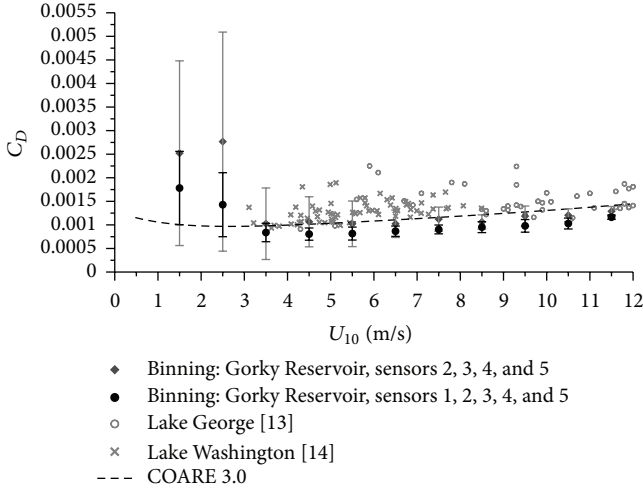 0.0055
0.005
0.0045
0.004
0.0035
0.003
0.0025
0.002
0.0015
0.001
0.0005
0
C_D
0 1 2 3 4 5 6 7 8 9 10 11 12
U_10 (m/s)
Binning: Gorky Reservoir, sensors 2, 3, 4, and 5
Binning: Gorky Reservoir, sensors 1, 2, 3, 4, and 5
Lake George [13]
Lake Washington [14]
COARE 3.0